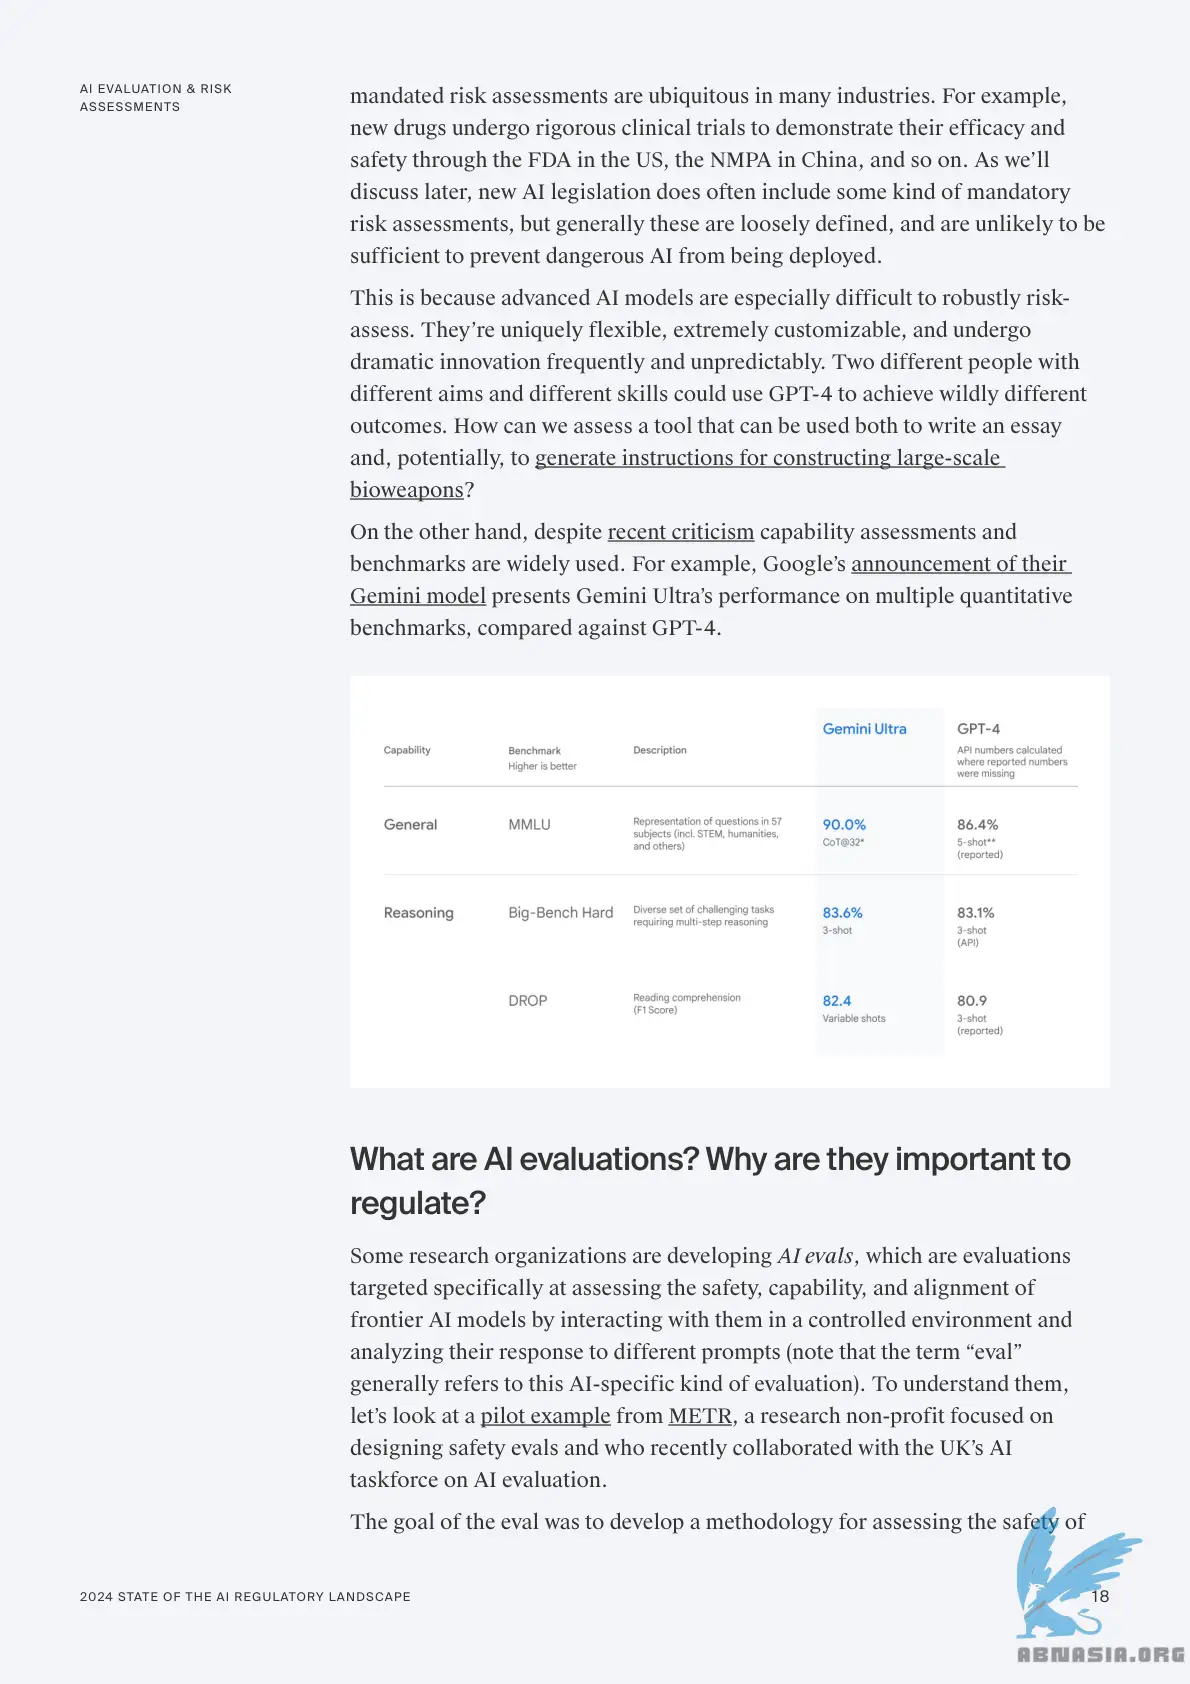 AI EVALUATION & RISK
ASSESSMENTS
mandated risk assessments are ubiquitous in many industries. For example,
new drugs undergo rigorous clinical trials to demonstrate their efficacy and
safety through the FDA in the US, the NMPA in China, and so on. As we’ll
discuss later, new AI legislation does often include some kind of mandatory
risk assessments, but generally these are loosely defined, and are unlikely to be
sufficient to prevent dangerous AI from being deployed.
This is because advanced AI models are especially difficult to robustly risk-
assess. They’re uniquely flexible, extremely customizable, and undergo
dramatic innovation frequently and unpredictably. Two different people with
different aims and different skills could use GPT-4 to achieve wildly different
outcomes. How can we assess a tool that can be used both to write an essay
and, potentially, to generate instructions for constructing large-scale
bioweapons?
On the other hand, despite recent criticism capability assessments and
benchmarks are widely used. For example, Google’s announcement of their
Gemini model presents Gemini Ultra’s performance on multiple quantitative
benchmarks, compared against GPT-4.
Gemini Ultra GPT-4
Capability Benchmark Description API numbers calculated
Higher is better where reported numbers
were missing
General MMLU Representation of questions in 57 90.0% 86.4%
subjects (incl. STEM, humanities, CoT@32* 5-shot**
and others) (reported)
Reasoning Big-Bench Hard Diverse set of challenging tasks 83.6% 83.1%
requiring multi-step reasoning 3-shot 3-shot
(API)
DROP Reading comprehension 82.4 80.9
(F1 Score) Variable shots 3-shot
(reported)
What are AI evaluations? Why are they important to
regulate?
Some research organizations are developing AI evals, which are evaluations
targeted specifically at assessing the safety, capability, and alignment of
frontier AI models by interacting with them in a controlled environment and
analyzing their response to different prompts (note that the term “eval”
generally refers to this AI-specific kind of evaluation). To understand them,
let’s look at a pilot example from METR, a research non-profit focused on
designing safety evals and who recently collaborated with the UK’s AI
taskforce on AI evaluation.
The goal of the eval was to develop a methodology for assessing the safety of
2024 STATE OF THE AI REGULATORY LANDSCAPE 18
ABNASIA.ORG